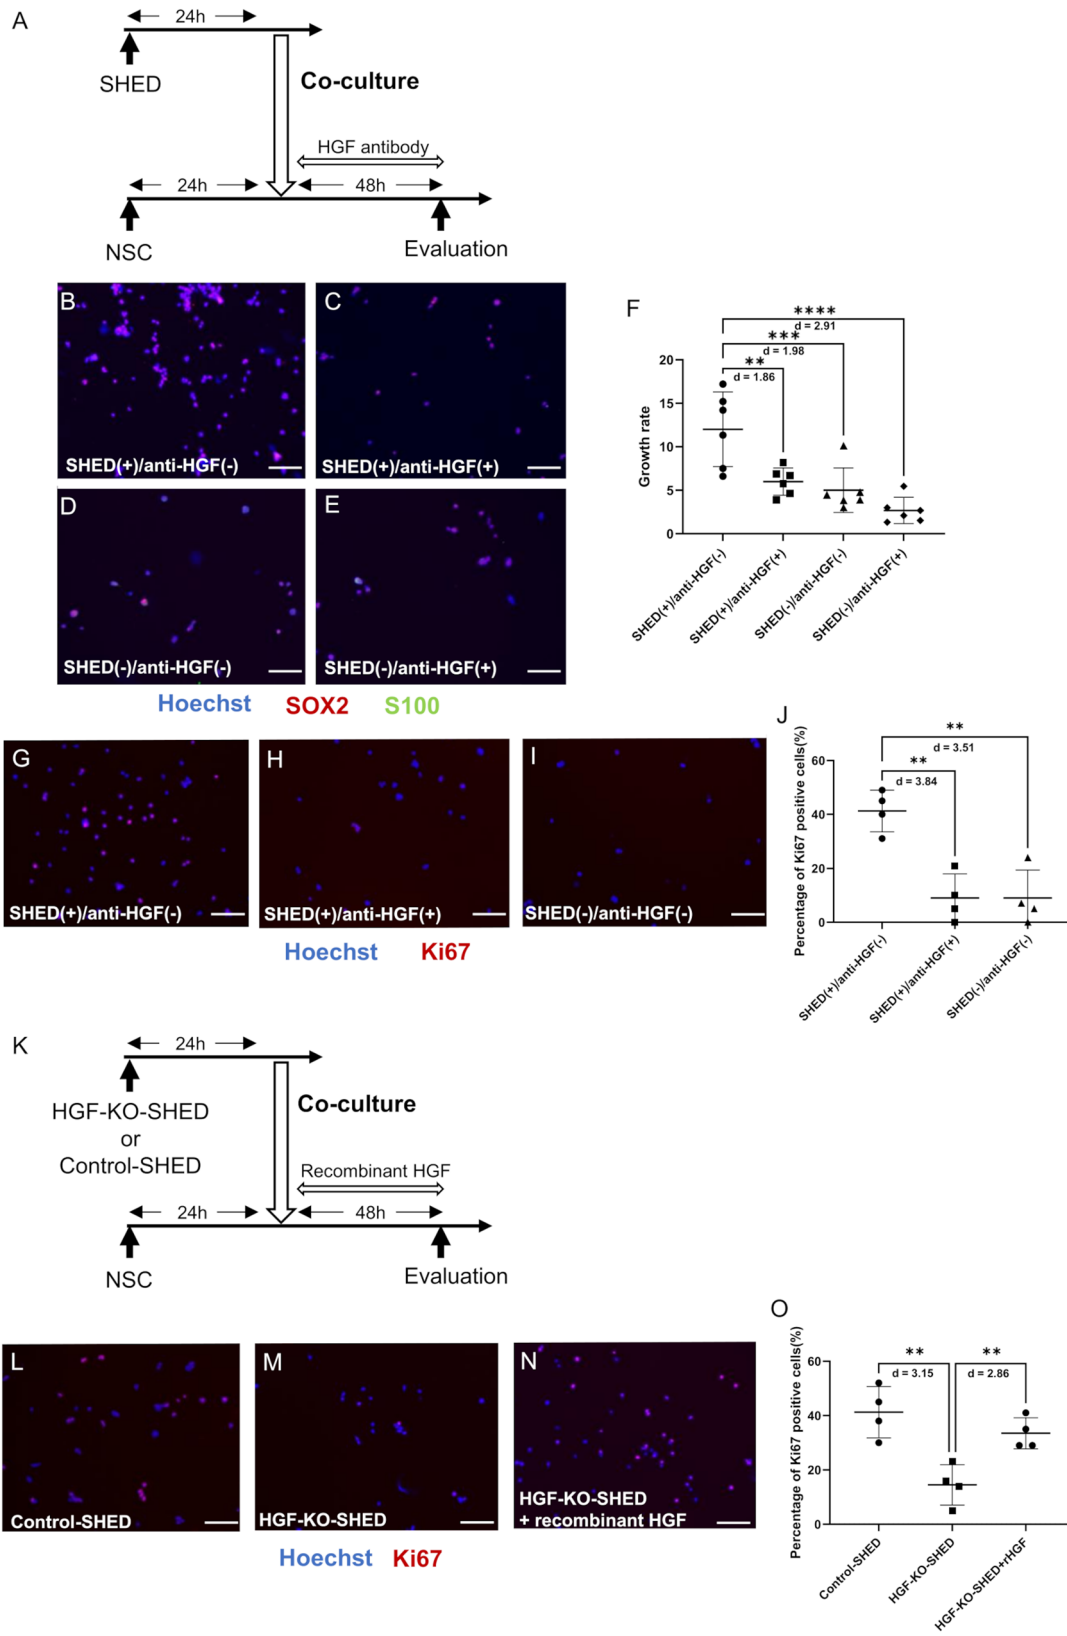 A
24h
SHED
Co-culture
HGF antibody
24h
48h
NSC
Evaluation
B
SHED(+)/anti-HGF(-)
C
SHED(+)/anti-HGF(+)
D
SHED(-)/anti-HGF(-)
E
SHED(-)/anti-HGF(+)
Hoechst SOX2 S100
F
****
d = 2.91
***
d = 1.98
**
d = 1.86
Growth rate
20
15
10
5
0
SHED(+)/anti-HGF(-)
SHED(+)/anti-HGF(+)
SHED(-)/anti-HGF(-)
SHED(-)/anti-HGF(+)
G
SHED(+)/anti-HGF(-)
H
SHED(+)/anti-HGF(+)
I
SHED(-)/anti-HGF(-)
Hoechst Ki67
J
**
d = 3.51
**
d = 3.84
Percentage of Ki67 positive cells(%)
60
40
20
0
SHED(+)/anti-HGF(-)
SHED(+)/anti-HGF(+)
SHED(-)/anti-HGF(-)
K
24h
HGF-KO-SHED
or
Control-SHED
Co-culture
Recombinant HGF
24h
48h
NSC
Evaluation
L
Control-SHED
M
HGF-KO-SHED
N
HGF-KO-SHED
+ recombinant HGF
Hoechst Ki67
O
** **
d = 3.15 d = 2.86
Percentage of Ki67 positive cells(%)
60
40
20
0
Control-SHED
HGF-KO-SHED
HGF-KO-SHED+rHGF